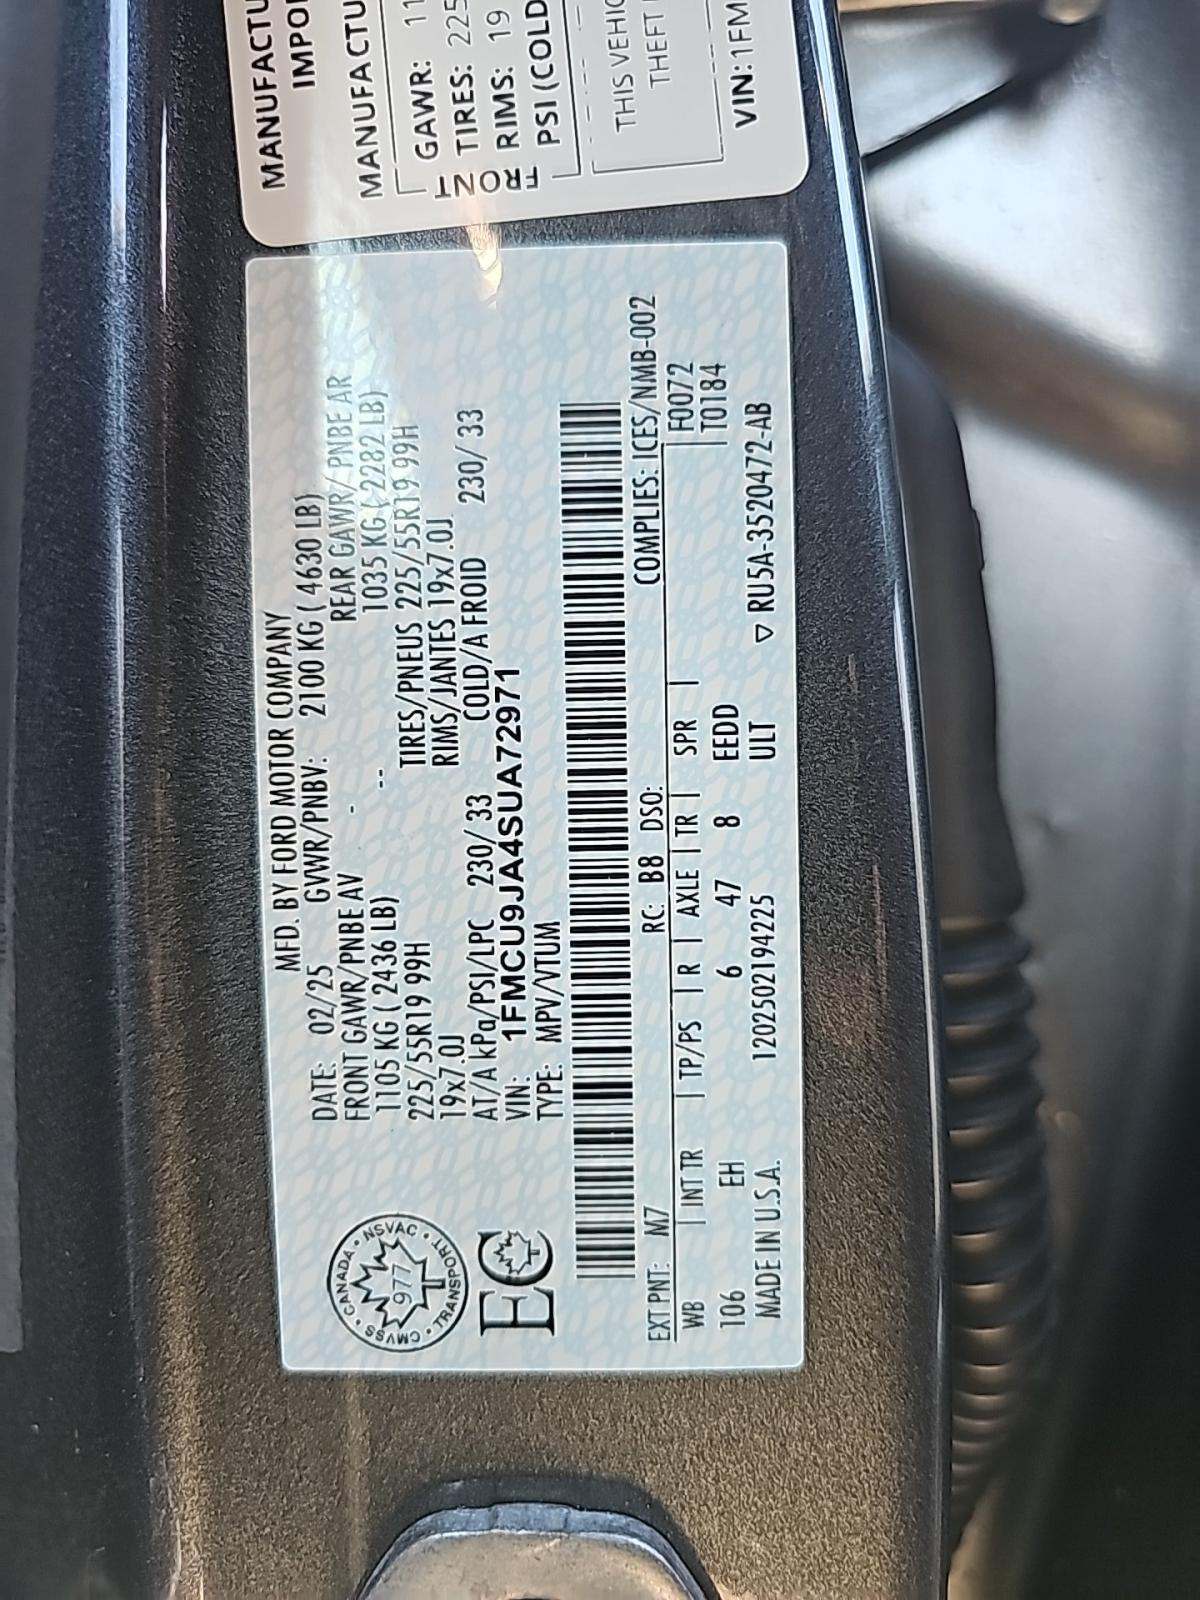 MFD. BY FORD MOTOR COMPANY
DATE: 02/25 GVWR/PNBV: 2100 KG ( 4630 LB)
FRONT GAWR/PNBE AV - REAR GAWR/ PNBE AR
1105 KG ( 2436 LB) -- 1035 KG ( 2282 LB)
225/55R19 99H TIRES/PNEUS 225/55R19 99H
19x7.0J RIMS/JANTES 19x7.0J
AT/A kPa/PSI/LPC 230/ 33 COLD/A FROID 230/ 33
VIN: 1FMCU9JA4SUA72971
TYPE: MPV/VTUM
CANADA • NSVAC • TRANSPORT • CMVSS •
977
EC
COMPLIES: ICES/NMB-002
EXT PNT: M7 RC: B8 DSO: F0072
WB | INT TR | TP/PS | R | AXLE | TR | SPR | T0184
106 EH 6 47 8 EEDD
MADE IN U.S.A. 120250219422​5 ULT ▽ RU5A-3520472-AB
MANUFACTU
IMPOR
MANUFACTU
GAWR: 11
TIRES: 225
RIMS: 19
PSI (COLD
FRONT
THIS VEHIC
THEFT
VIN: 1FM